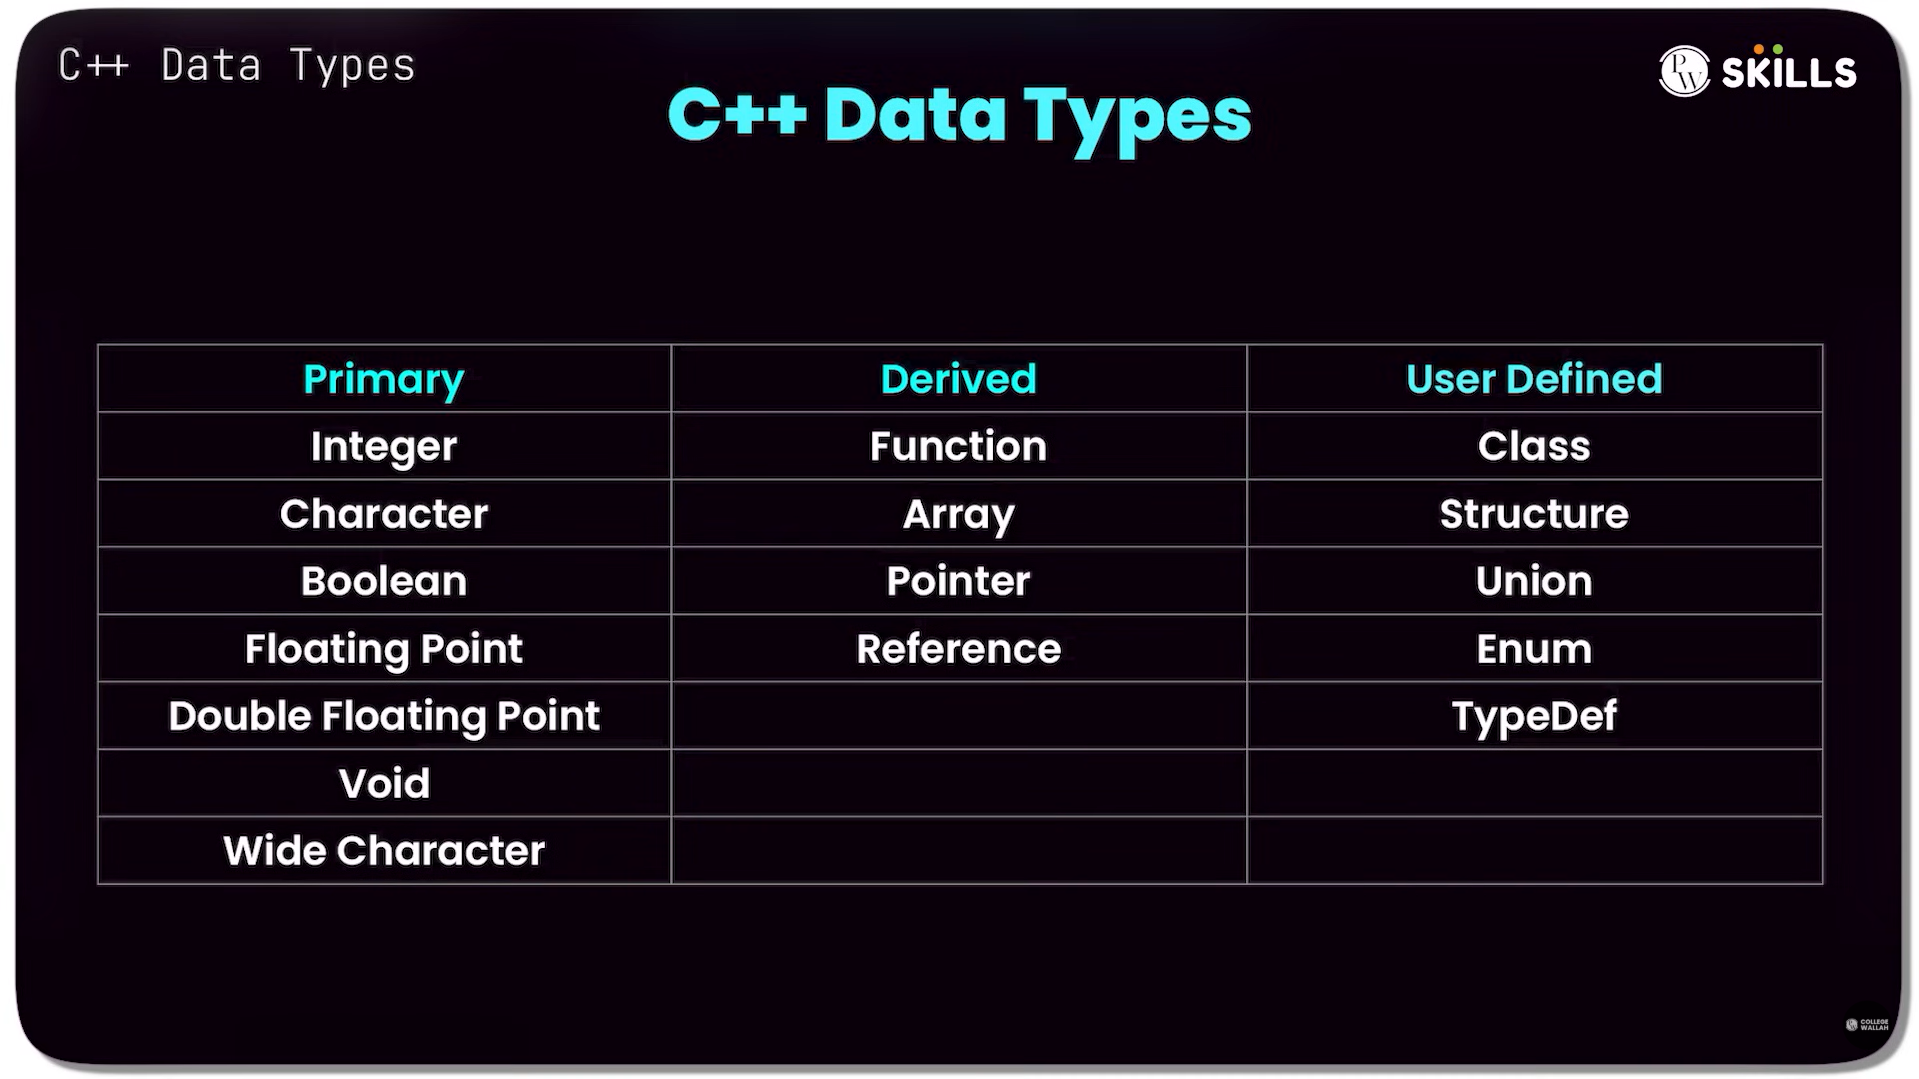 C++ Data Types
PW SKILLS
C++ Data Types
Primary Derived User Defined
Integer Function Class
Character Array Structure
Boolean Pointer Union
Floating Point Reference Enum
Double Floating Point TypeDef
Void
Wide Character
PW COLLEGE
WALLAH